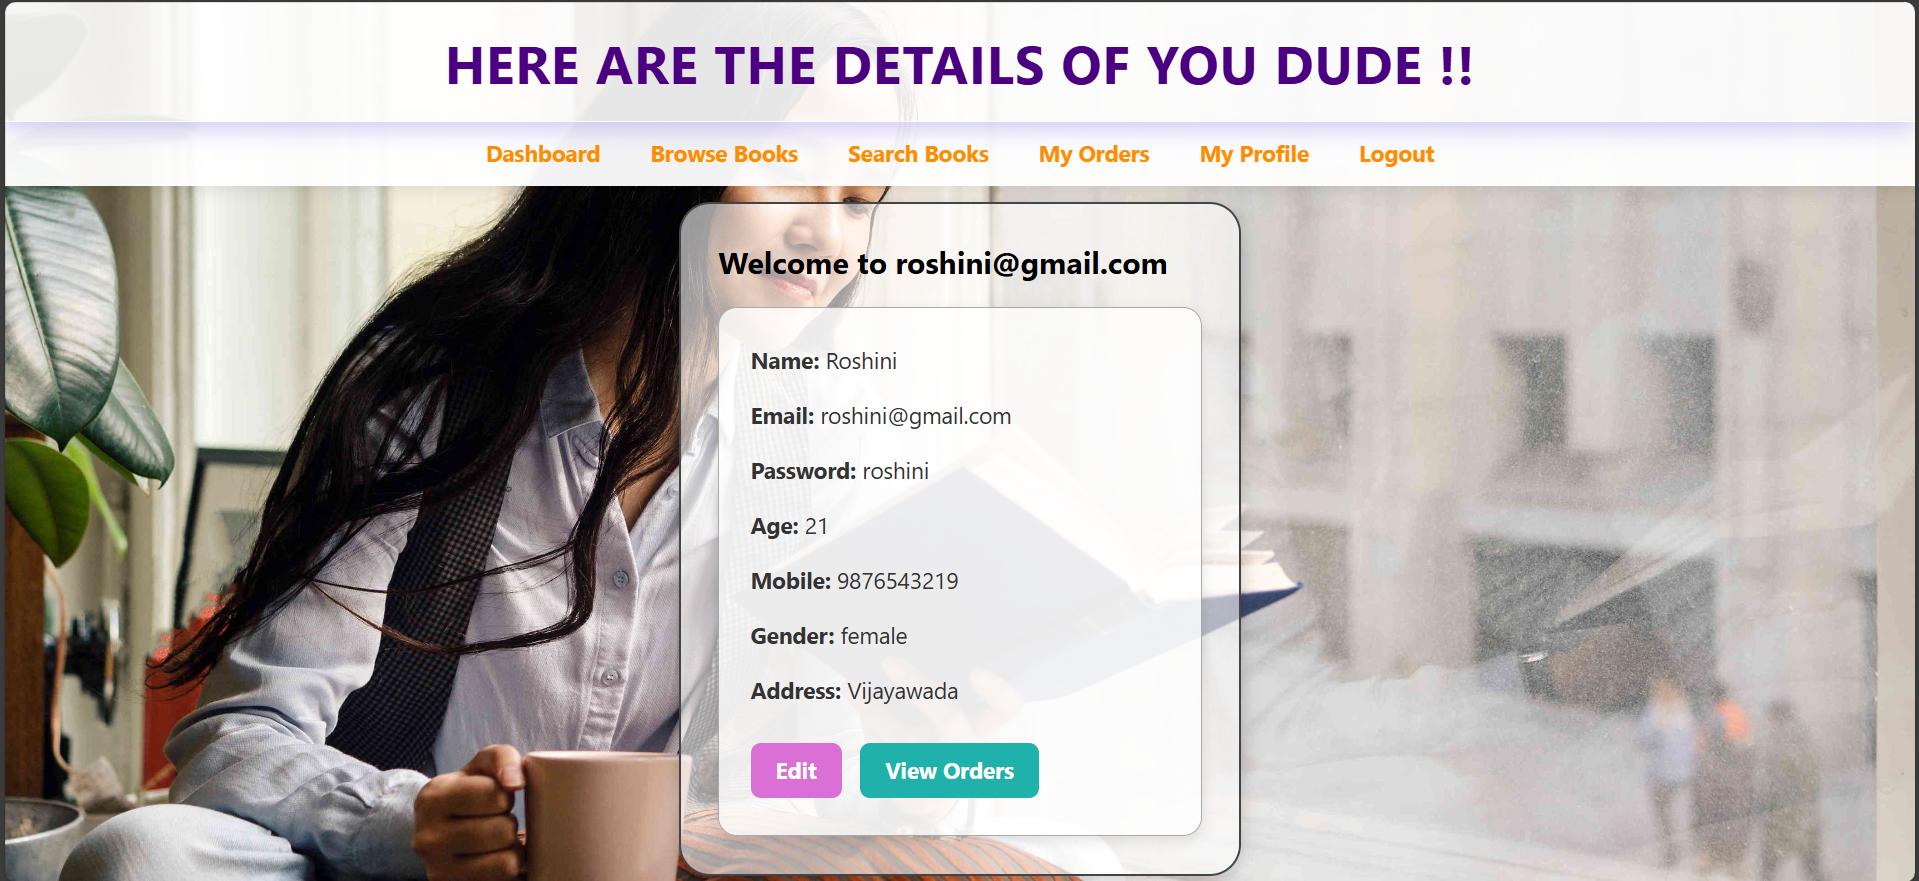 HERE ARE THE DETAILS OF YOU DUDE !!
Dashboard Browse Books Search Books My Orders My Profile Logout
Welcome to roshini@gmail.com
Name: Roshini
Email: roshini@gmail.com
Password: roshini
Age: 21
Mobile: 9876543219
Gender: female
Address: Vijayawada
Edit View Orders